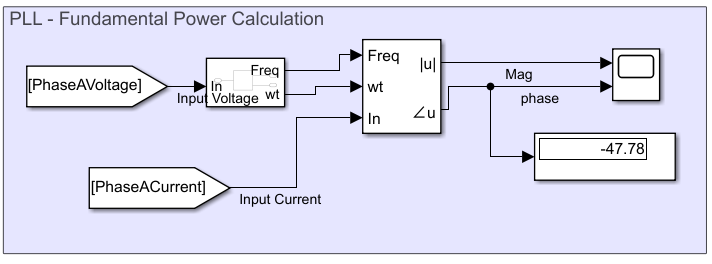 PLL - Fundamental Power Calculation
[PhaseAVoltage]
In
Freq
wt
Input Voltage
Freq
wt
In
|u|
∠u
Mag
phase
-47.78
[PhaseACurrent]
Input Current